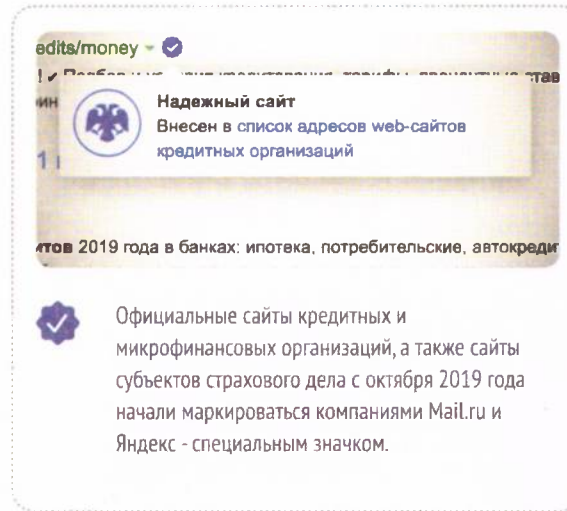 edits/money
Надежный сайт
Внесен в список адресов web-сайтов
кредитных организаций
итов 2019 года в банках: ипотека, потребительские, автокреди
Официальные сайты кредитных и
микрофинансовых организаций, а также сайты
субъектов страхового дела с октября 2019 года
начали маркироваться компаниями Mail.ru и
Яндекс - специальным значком.